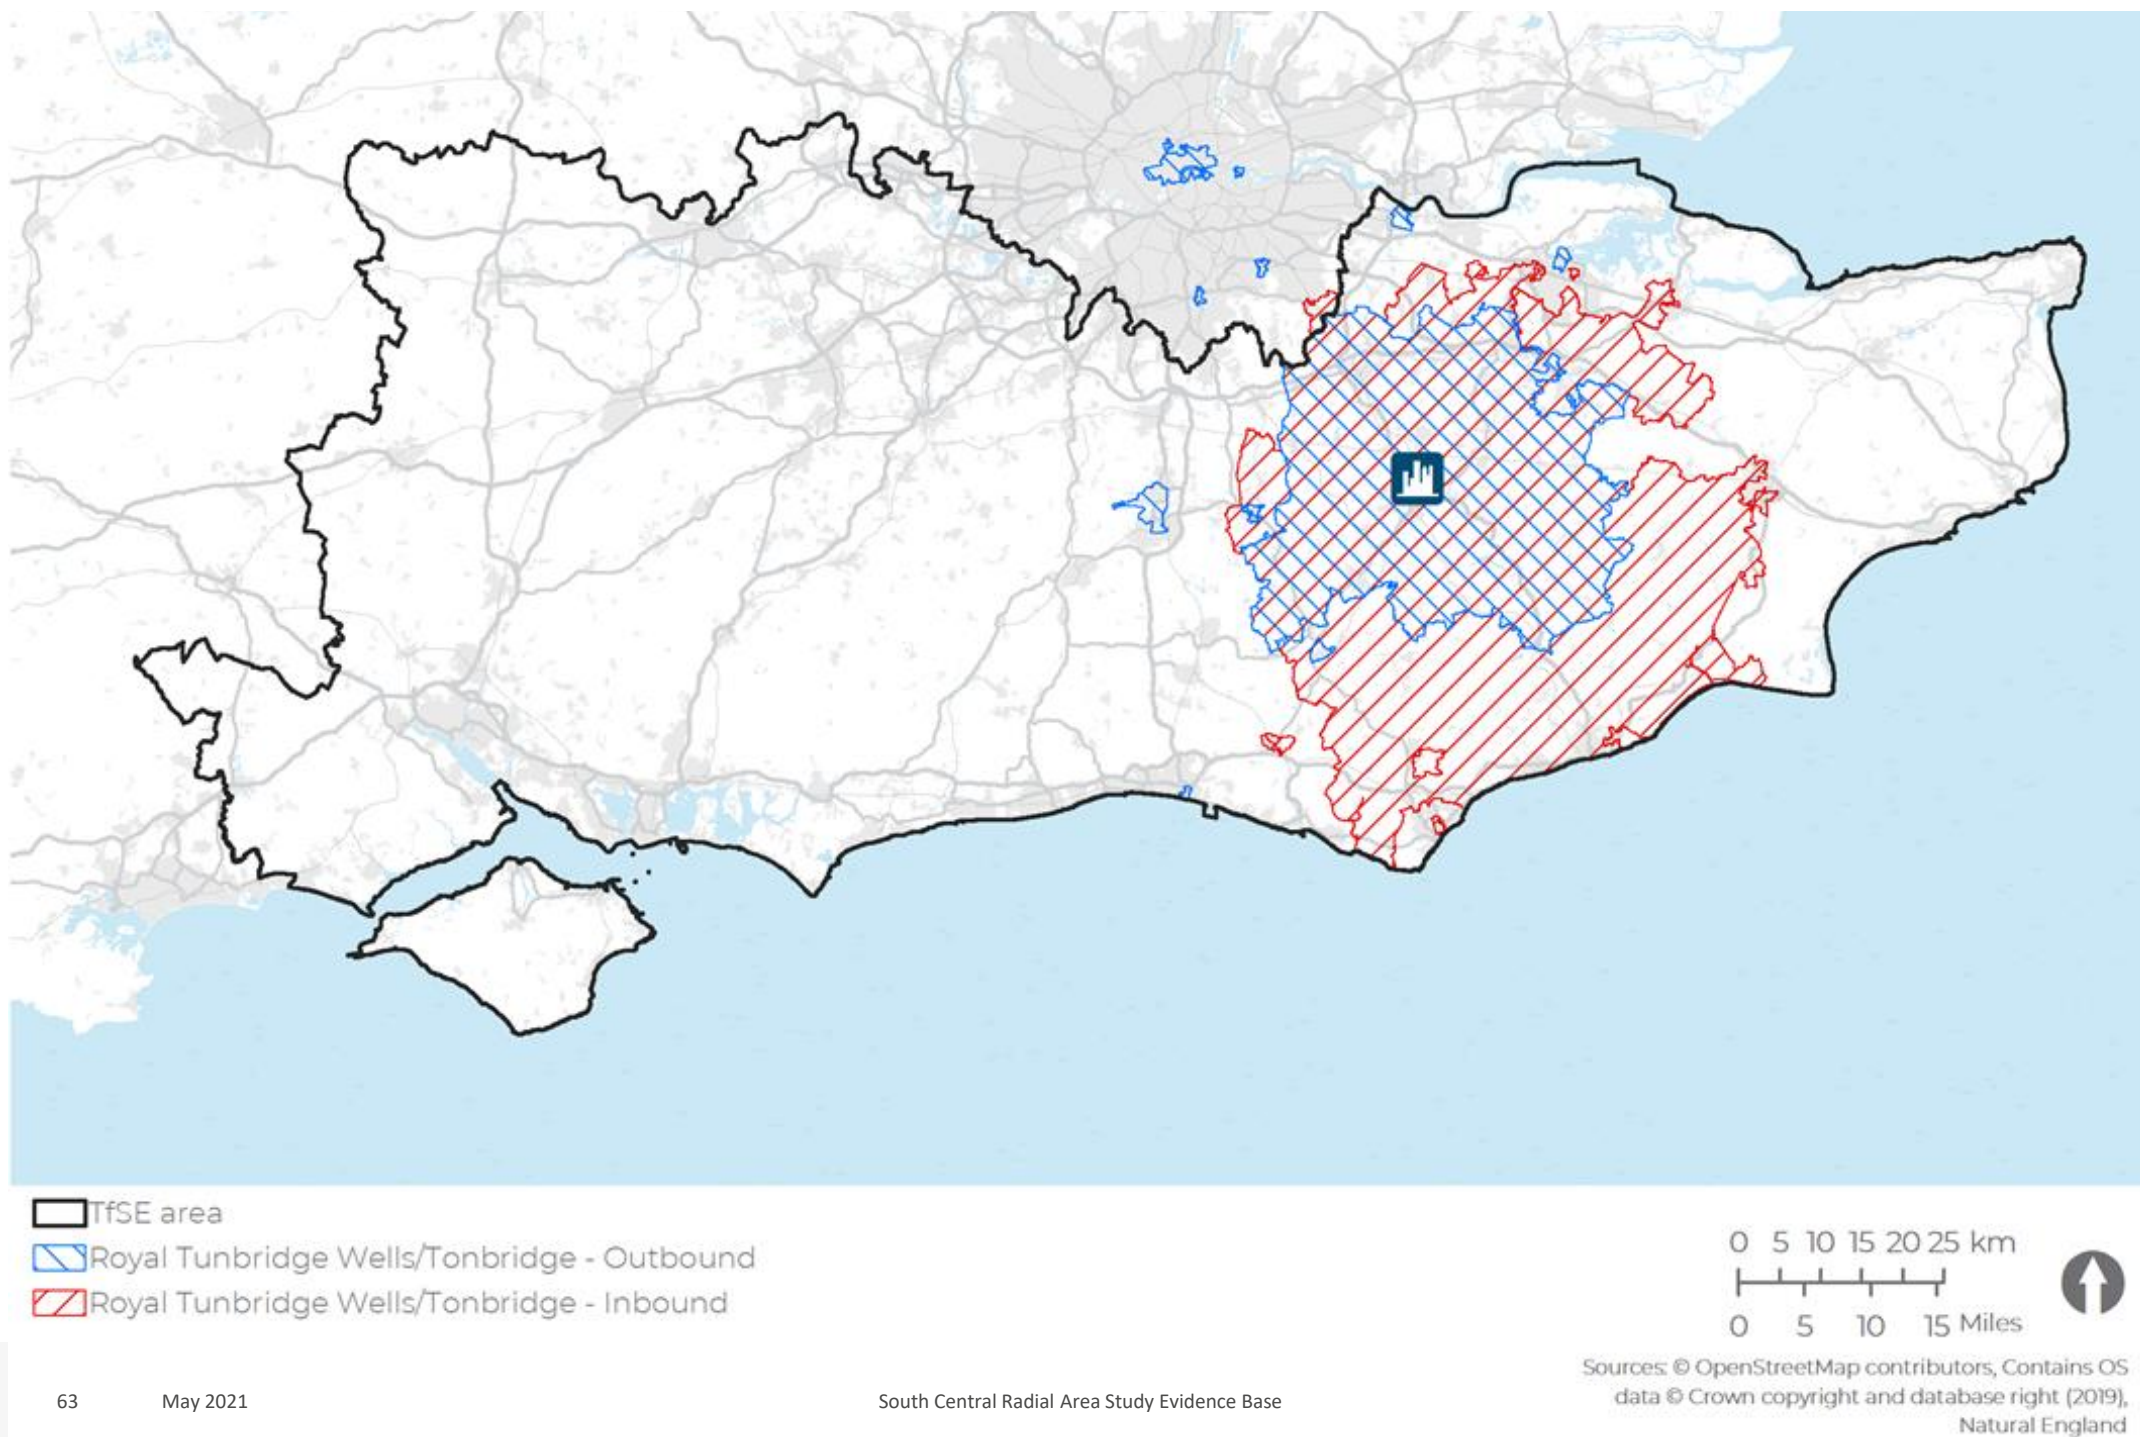 TfSE area
Royal Tunbridge Wells/Tonbridge - Outbound
Royal Tunbridge Wells/Tonbridge - Inbound
0 5 10 15 20 25 km
0 5 10 15 Miles
Sources: © OpenStreetMap contributors, Contains OS
data © Crown copyright and database right (2019),
Natural England
63 May 2021 South Central Radial Area Study Evidence Base